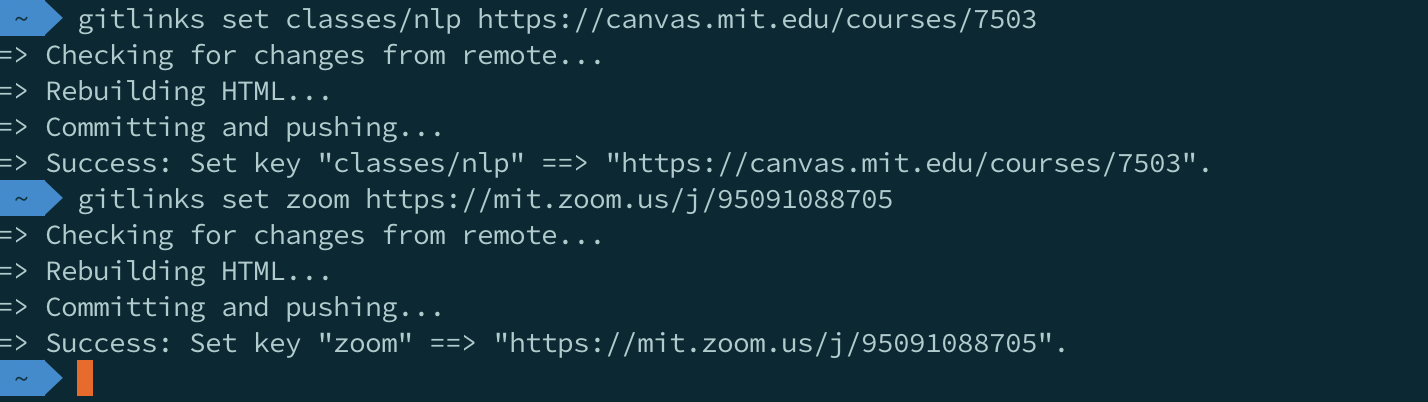 ~ gitlinks set classes/nlp https://canvas.mit.edu/courses/7503
=> Checking for changes from remote...
=> Rebuilding HTML...
=> Committing and pushing...
=> Success: Set key "classes/nlp" ==> "https://canvas.mit.edu/courses/7503".
~ gitlinks set zoom https://mit.zoom.us/j/95091088705
=> Checking for changes from remote...
=> Rebuilding HTML...
=> Committing and pushing...
=> Success: Set key "zoom" ==> "https://mit.zoom.us/j/95091088705".
~